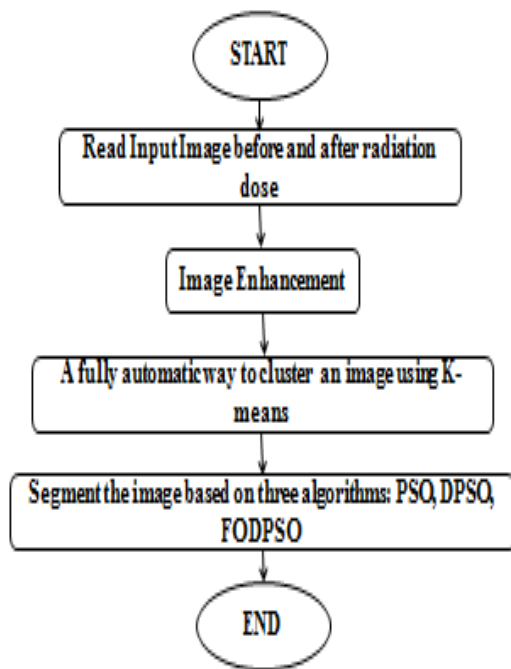 START
Read Input Image before and after radiation
dose
Image Enhancement
A fully automatic way to cluster an image using K-
means
Segment the image based on three algorithms: PSO, DPSO,
FODPSO
END